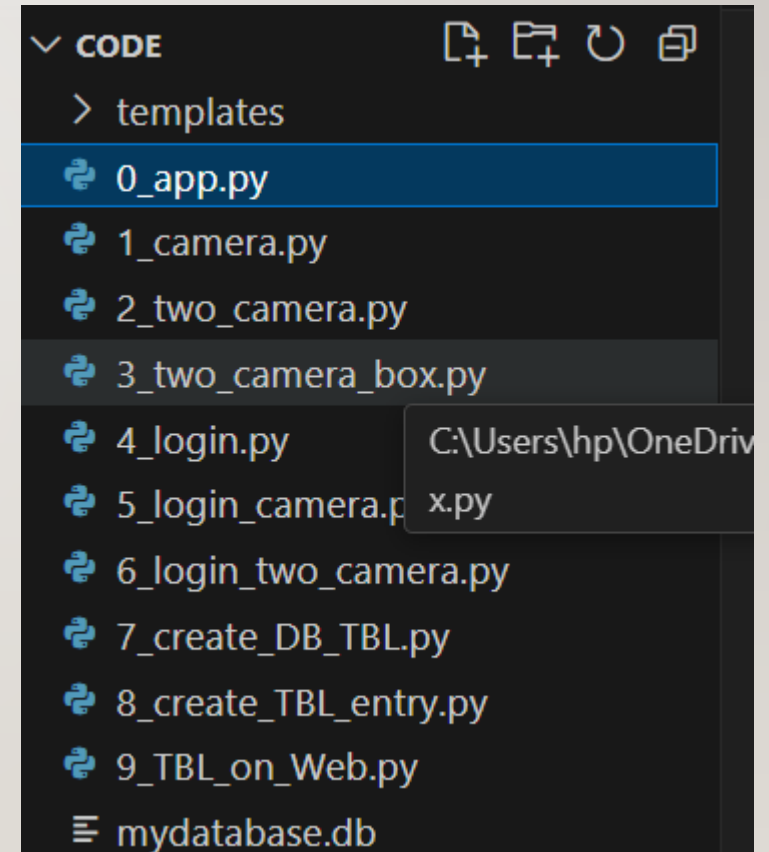 CODE
templates
0_app.py
1_camera.py
2_two_camera.py
3_two_camera_box.py
4_login.py
C:\Users\hp\OneDriv
x.py
5_login_camera.p
6_login_two_camera.py
7_create_DB_TBL.py
8_create_TBL_entry.py
9_TBL_on_Web.py
mydatabase.db